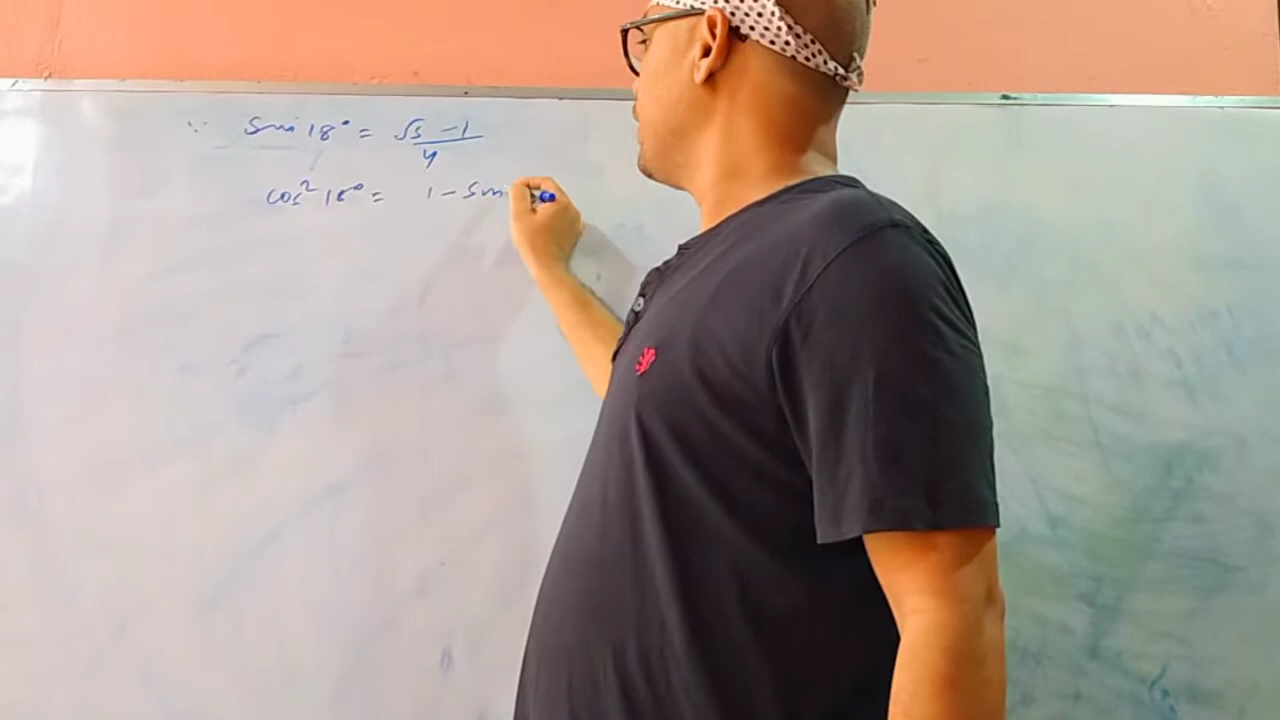 ∵ sin 18° = √5 - 1 / 4
cos² 18° = 1 - sin